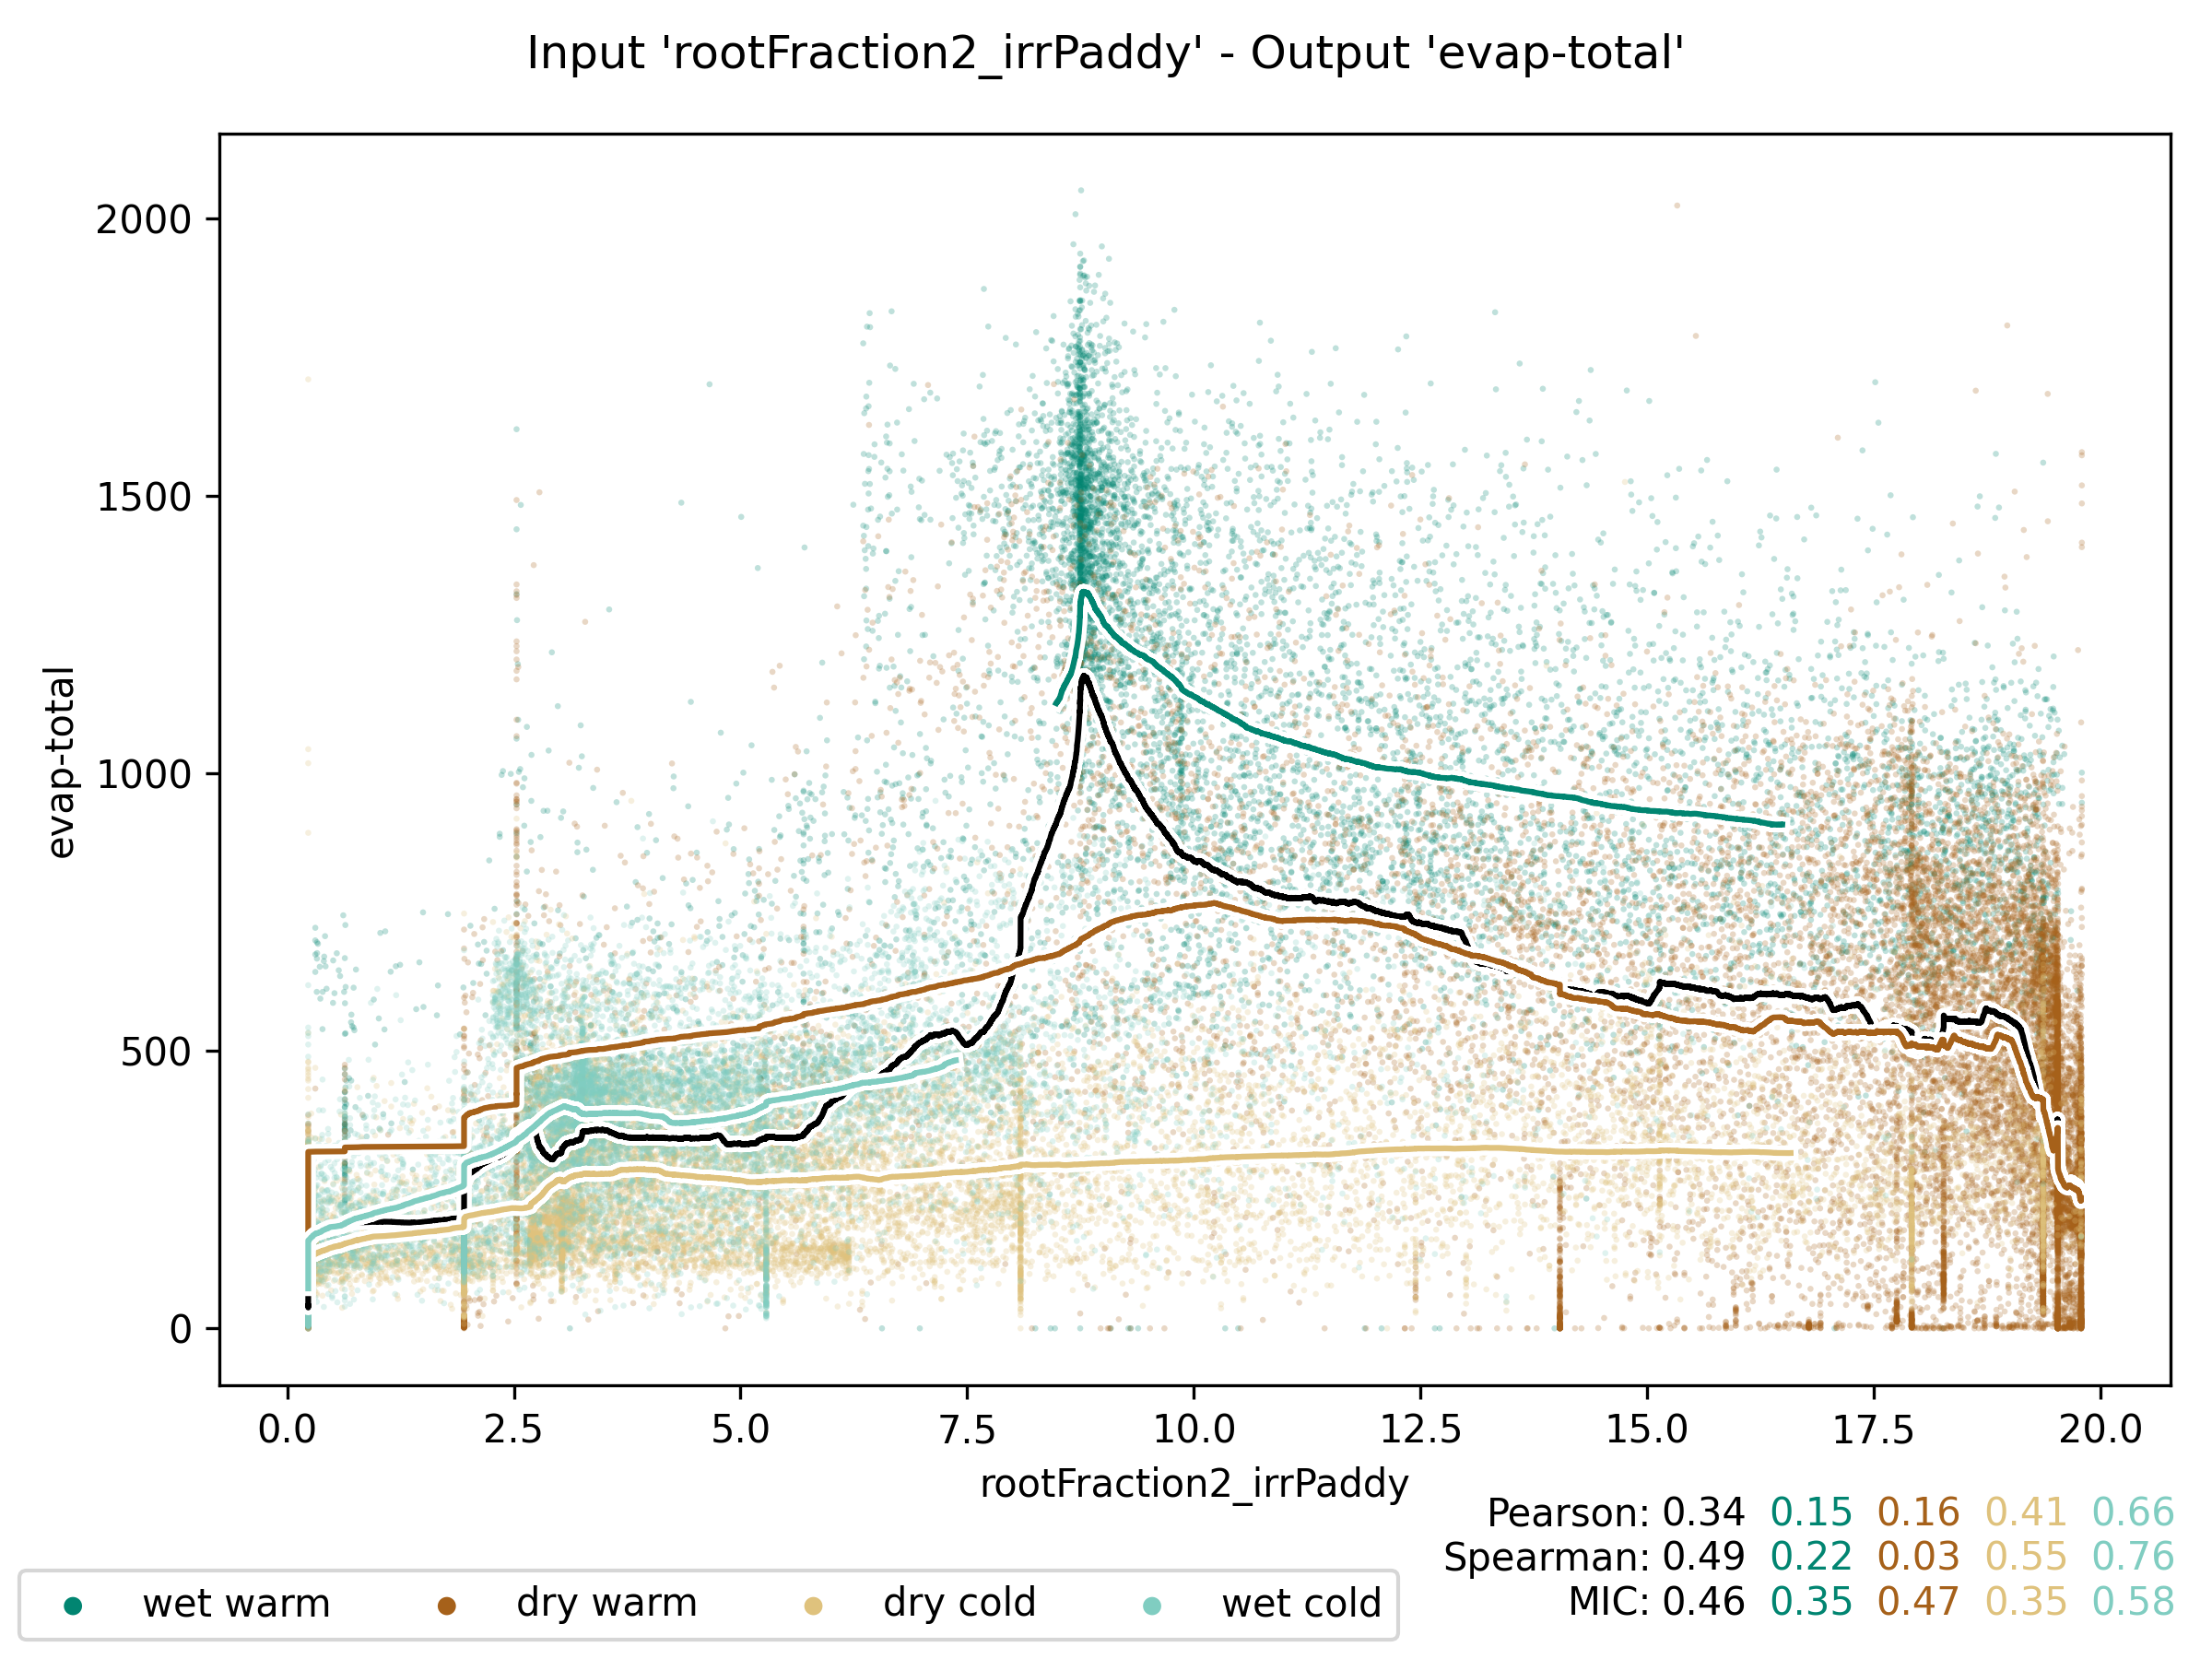 Input 'rootFraction2_irrPaddy' - Output 'evap-total'
2000
1500
1000
500
0
evap-total
0.0 2.5 5.0 7.5 10.0 12.5 15.0 17.5 20.0
rootFraction2_irrPaddy
Pearson: 0.34 0.15 0.16 0.41 0.66
Spearman: 0.49 0.22 0.03 0.55 0.76
MIC: 0.46 0.35 0.47 0.35 0.58
wet warm dry warm dry cold wet cold